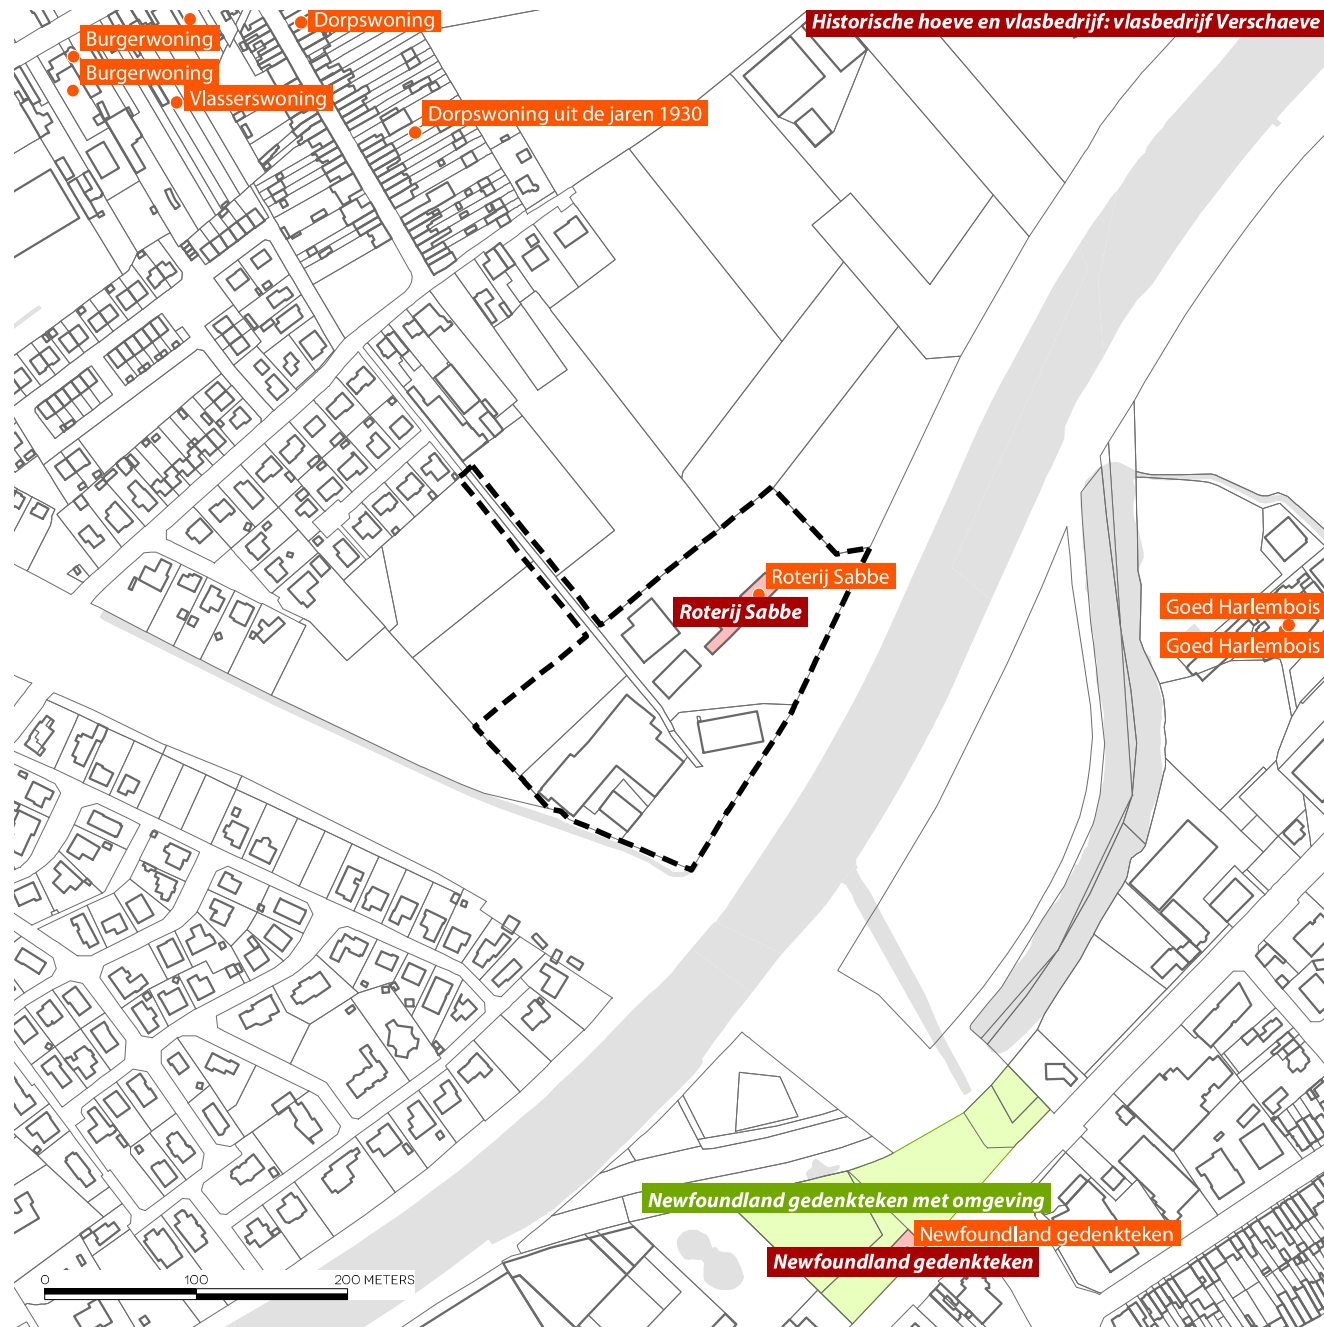 Dorpswoning
Historische hoeve en vlasbedrijf: vlasbedrijf Verschaeve
Burgerwoning
Burgerwoning
Vlasserswoning
Dorpswoning uit de jaren 1930
Roterij Sabbe
Roterij Sabbe
Goed Harlembois
Goed Harlembois
Newfoundland gedenkteken met omgeving
Newfoundland gedenkteken
Newfoundland gedenkteken
0 100 200 METERS